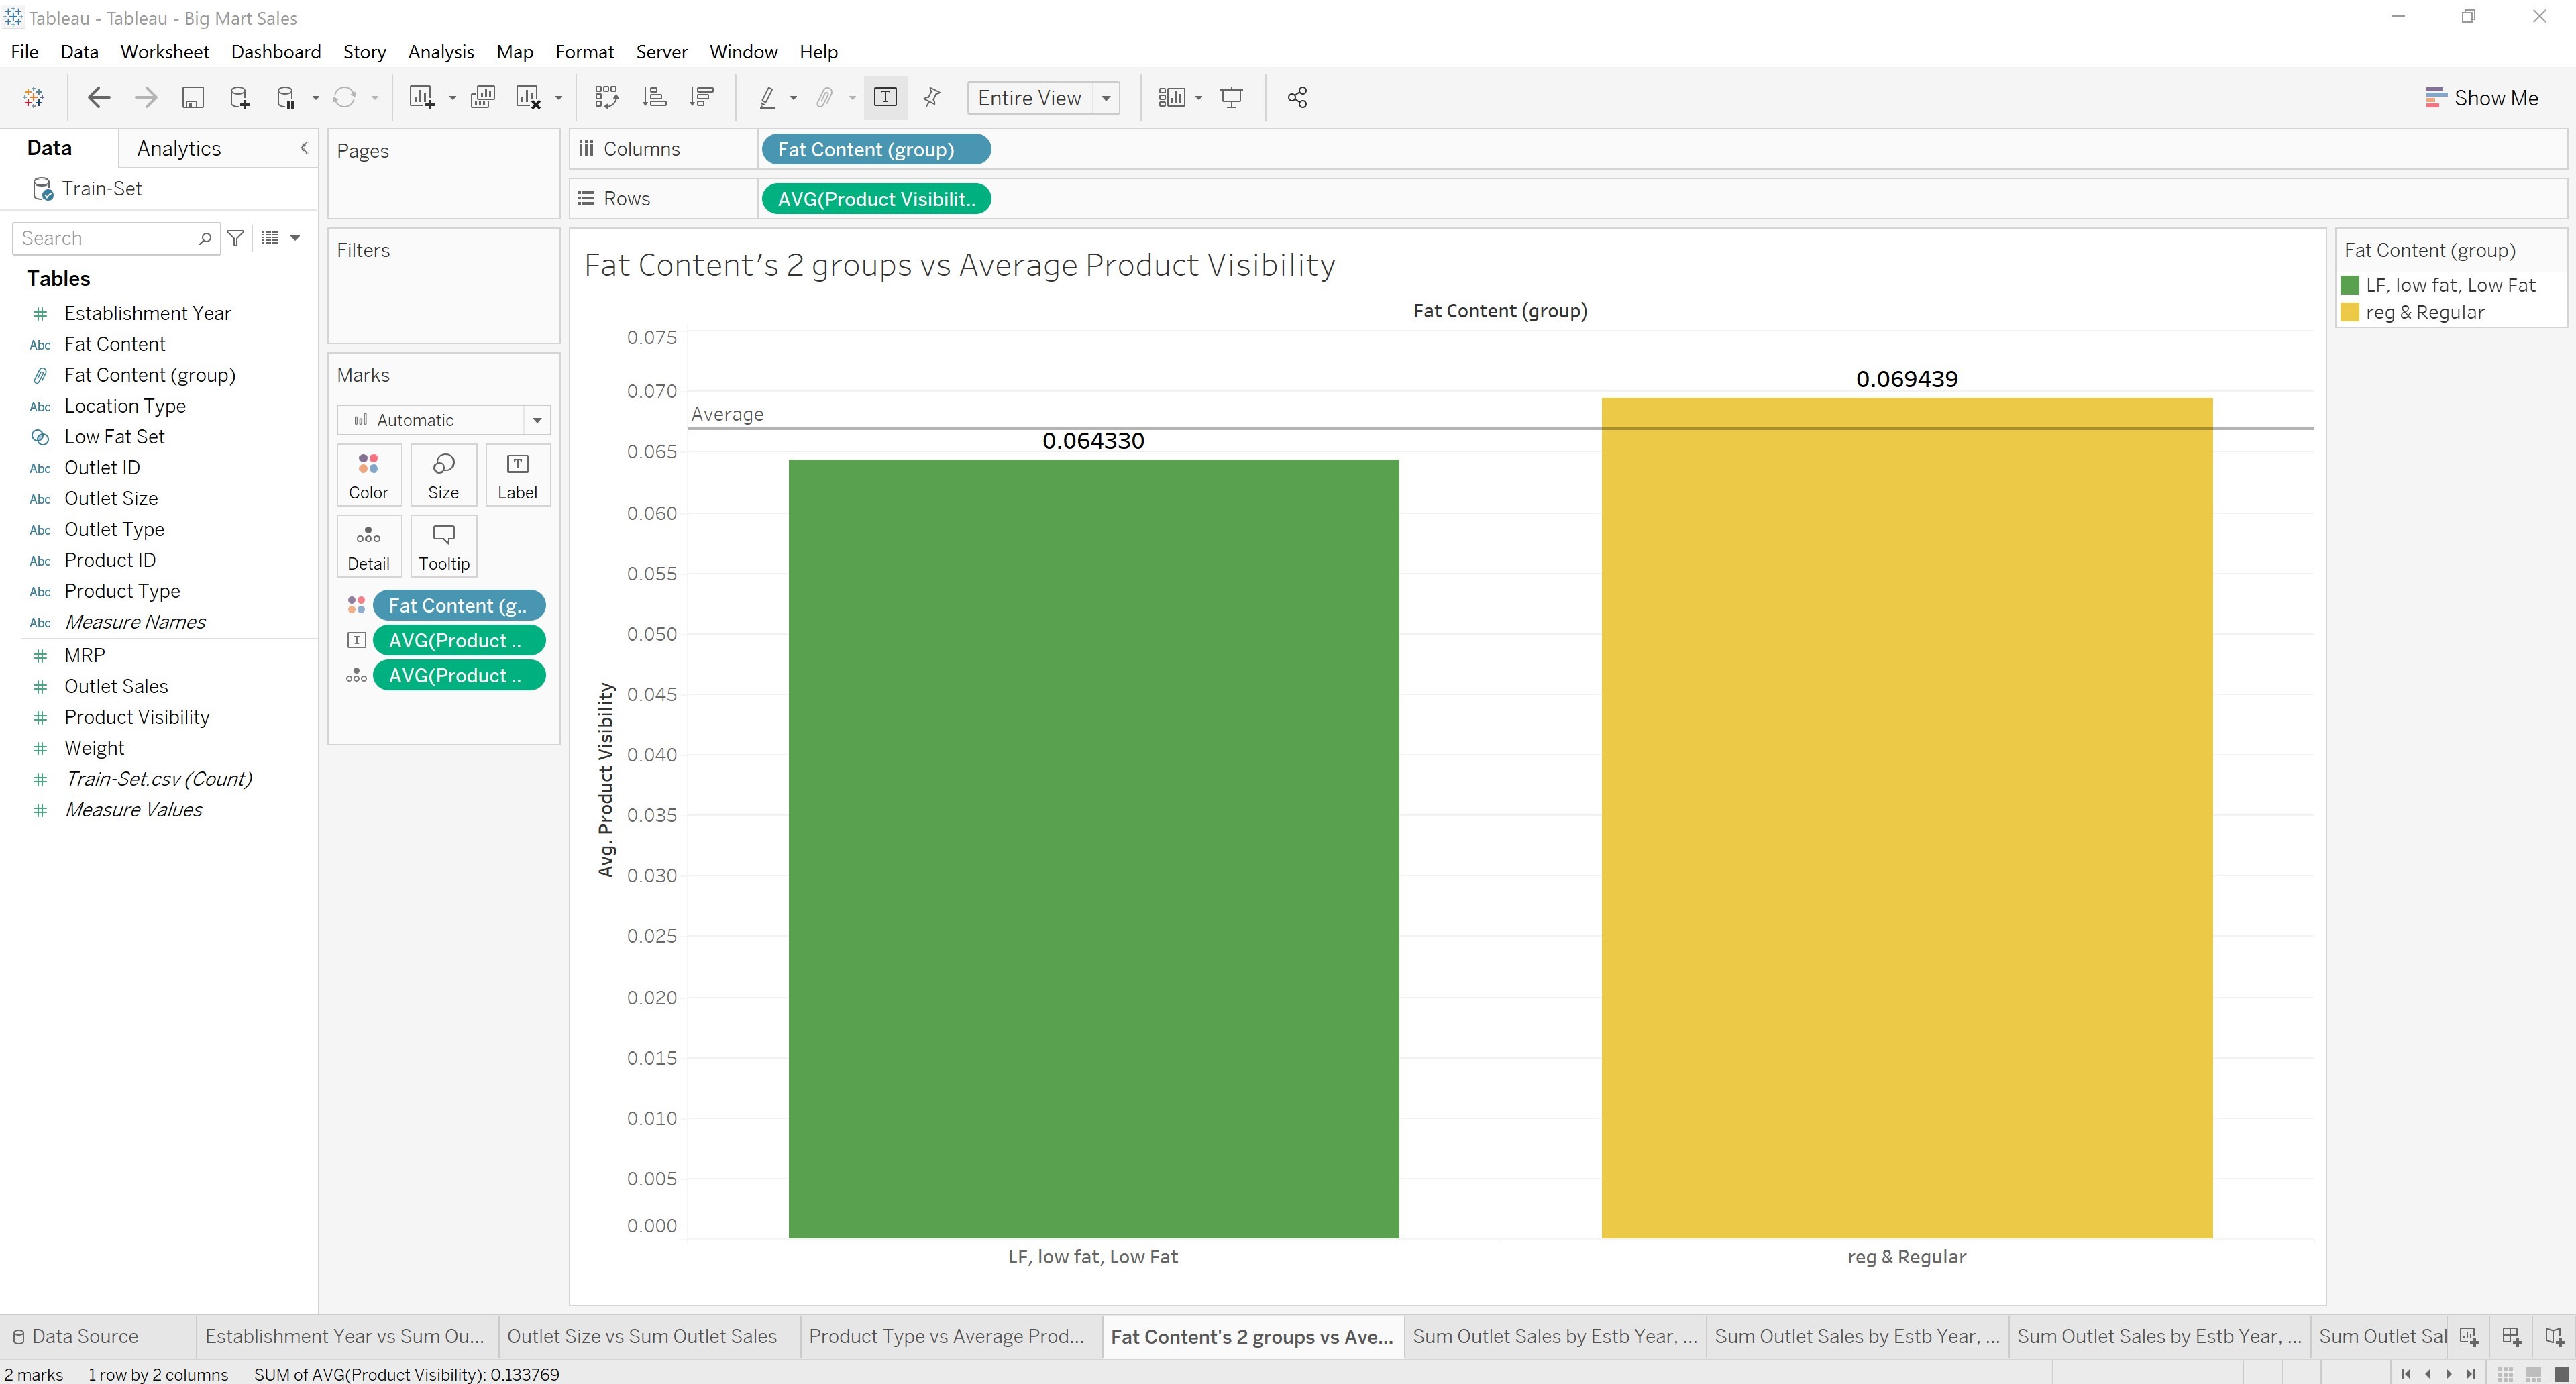 Tableau - Tableau - Big Mart Sales
File Data Worksheet Dashboard Story Analysis Map Format Server Window Help
Entire View
Show Me
Data
Analytics
Train-Set
Search
Tables
Establishment Year
Abc Fat Content
Fat Content (group)
Abc Location Type
Low Fat Set
Abc Outlet ID
Abc Outlet Size
Abc Outlet Type
Abc Product ID
Abc Product Type
Abc Measure Names
MRP
Outlet Sales
Product Visibility
Weight
Train-Set.csv (Count)
Measure Values
Pages
Filters
Marks
Automatic
Color
Size
Label
Detail
Tooltip
Fat Content (g..
AVG(Product ..
AVG(Product ..
Columns
Fat Content (group)
Rows
AVG(Product Visibilit..
Fat Content's 2 groups vs Average Product Visibility
Fat Content (group)
0.075
0.070
0.065
0.060
0.055
0.050
0.045
0.040
0.035
0.030
0.025
0.020
0.015
0.010
0.005
0.000
Avg. Product Visibility
Average
0.064330
0.069439
LF, low fat, Low Fat
reg & Regular
Fat Content (group)
LF, low fat, Low Fat
reg & Regular
Data Source
Establishment Year vs Sum Ou...
Outlet Size vs Sum Outlet Sales
Product Type vs Average Prod...
Fat Content's 2 groups vs Ave...
Sum Outlet Sales by Estb Year, ...
Sum Outlet Sales by Estb Year, ...
Sum Outlet Sales by Estb Year, ...
Sum Outlet Sal
2 marks
1 row by 2 columns
SUM of AVG(Product Visibility): 0.133769